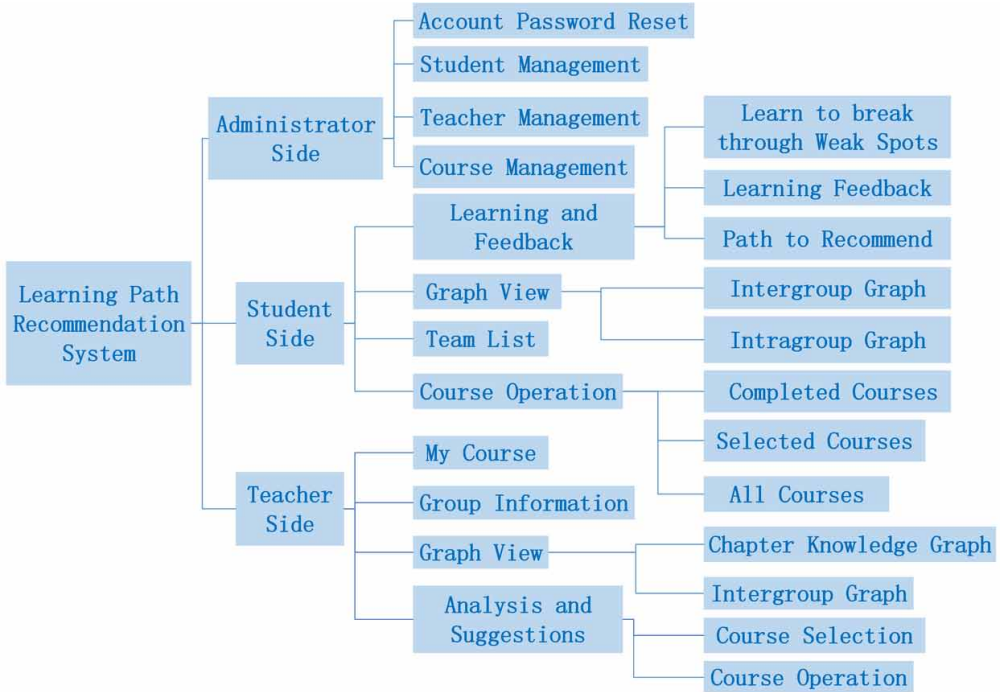 Learning Path
Recommendation
System
Administrator
Side
Account Password Reset
Student Management
Teacher Management
Course Management
Student
Side
Learning and
Feedback
Learn to break
through Weak Spots
Learning Feedback
Path to Recommend
Graph View
Intergroup Graph
Intragroup Graph
Team List
Course Operation
Completed Courses
Selected Courses
All Courses
Teacher
Side
My Course
Group Information
Graph View
Chapter Knowledge Graph
Intergroup Graph
Analysis and
Suggestions
Course Selection
Course Operation